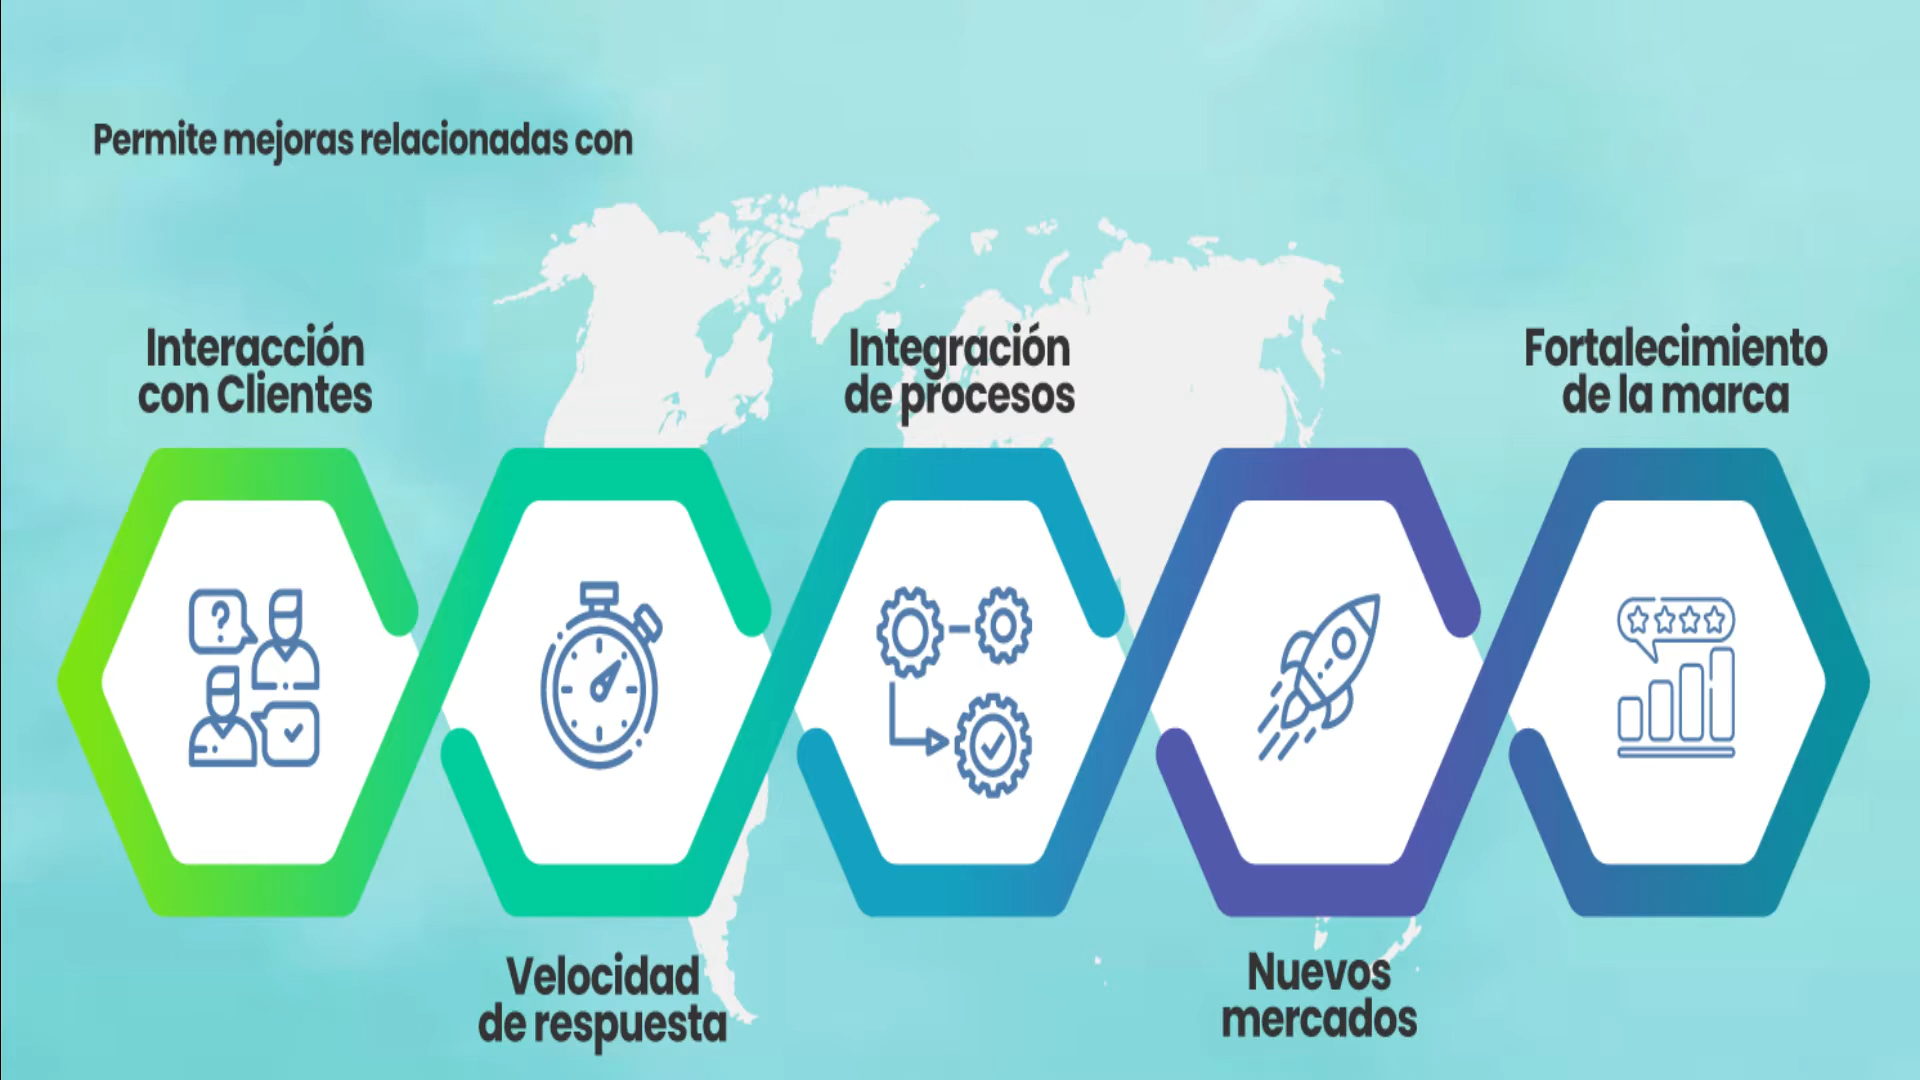 Permite mejoras relacionadas con
Interacción
con Clientes
Velocidad
de respuesta
Integración
de procesos
Nuevos
mercados
Fortalecimiento
de la marca